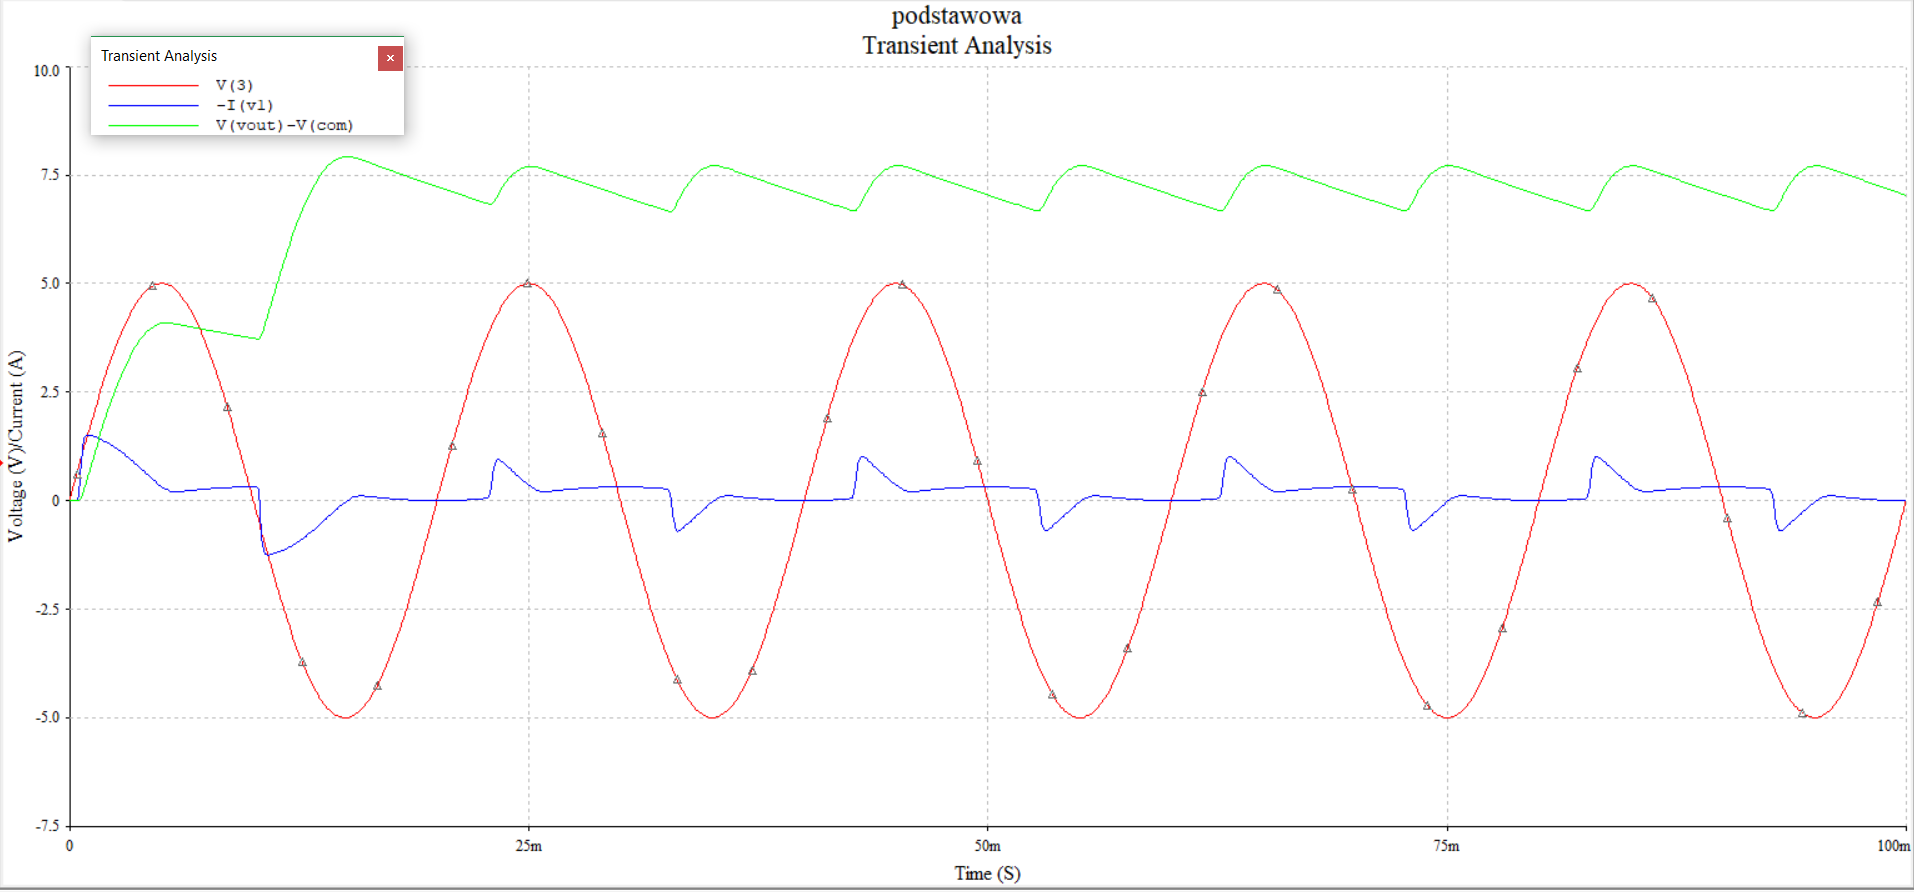 podstawowa
Transient Analysis
Transient Analysis
V(3)
-I(v1)
V(vout)-V(com)
10.0
7.5
5.0
2.5
0
-2.5
-5.0
-7.5
Voltage (V)/Current (A)
0 25m 50m 75m 100m
Time (S)